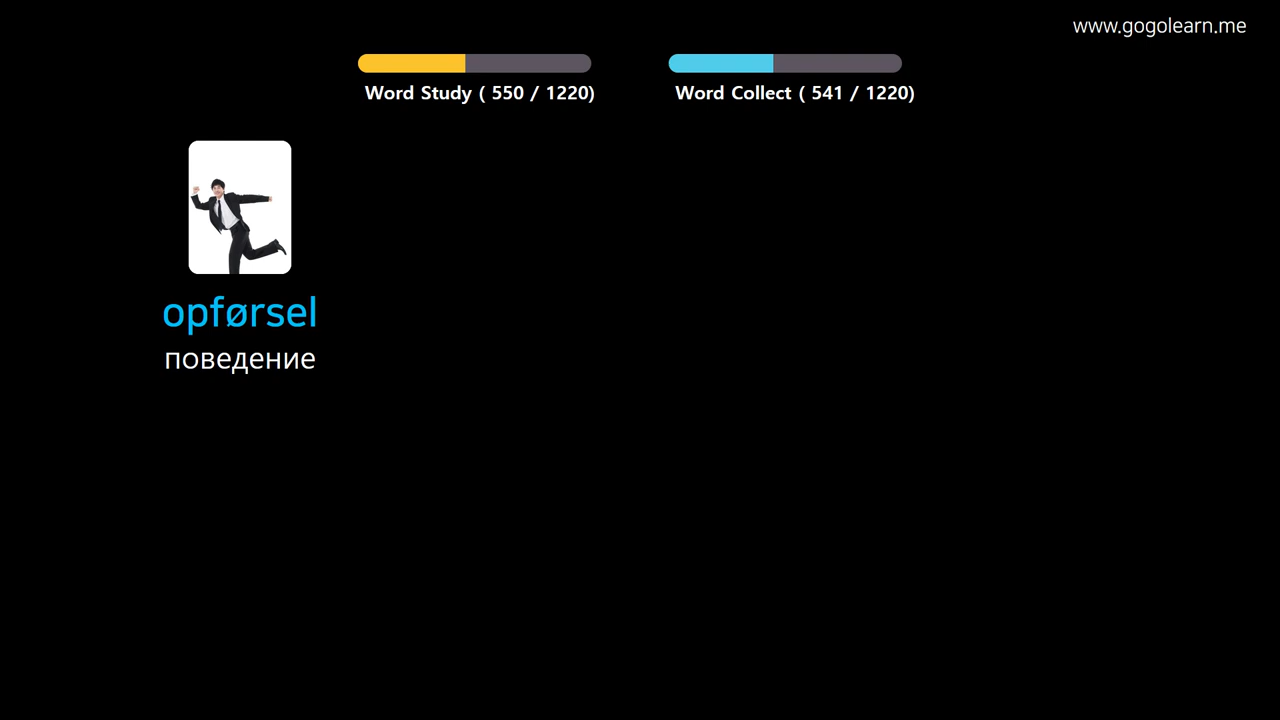 www.gogolearn.me
Word Study ( 550 / 1220)
Word Collect ( 541 / 1220)
opførsel
поведение